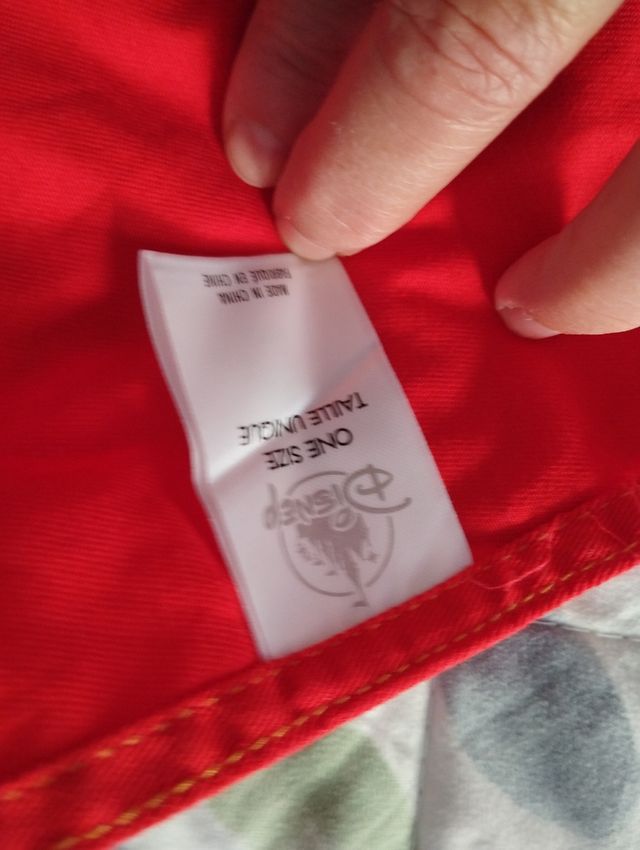 Disney
ONE SIZE
TAILLE UNIQUE
MADE IN CHINA
FABRIQUÉ EN CHINE